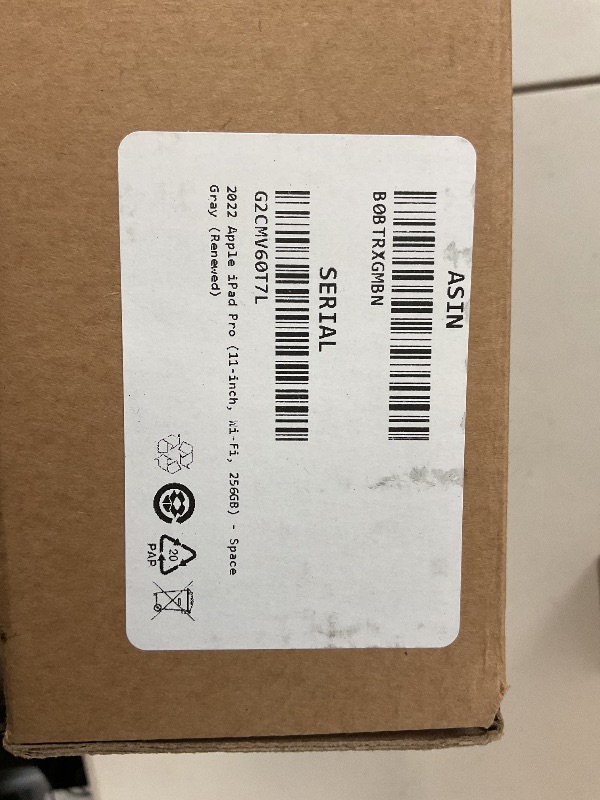 ASIN
B0BTRXGMBN
SERIAL
G2CMV60T7L
2022 Apple iPad Pro (11-inch, Wi-Fi, 256GB) - Space
Gray (Renewed)
20
PAP